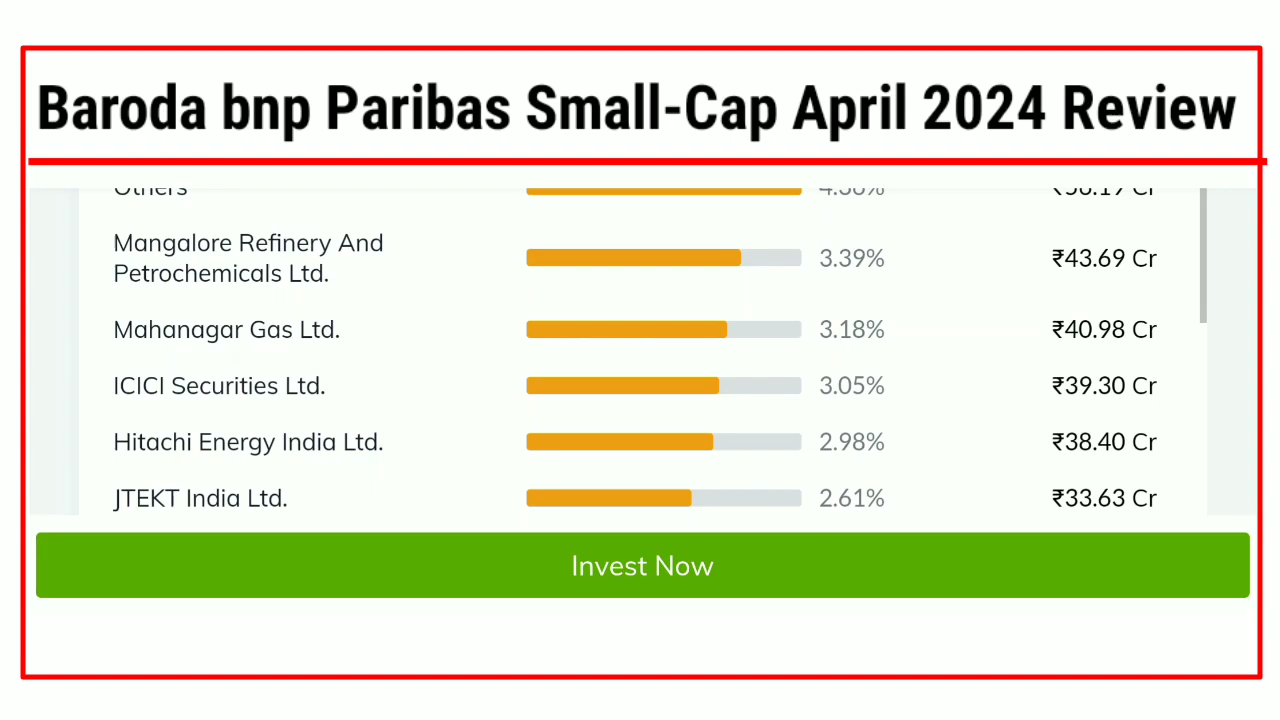 Baroda bnp Paribas Small-Cap April 2024 Review
Others
Mangalore Refinery And 3.39% ₹43.69 Cr
Petrochemicals Ltd.
Mahanagar Gas Ltd. 3.18% ₹40.98 Cr
ICICI Securities Ltd. 3.05% ₹39.30 Cr
Hitachi Energy India Ltd. 2.98% ₹38.40 Cr
JTEKT India Ltd. 2.61% ₹33.63 Cr
Invest Now